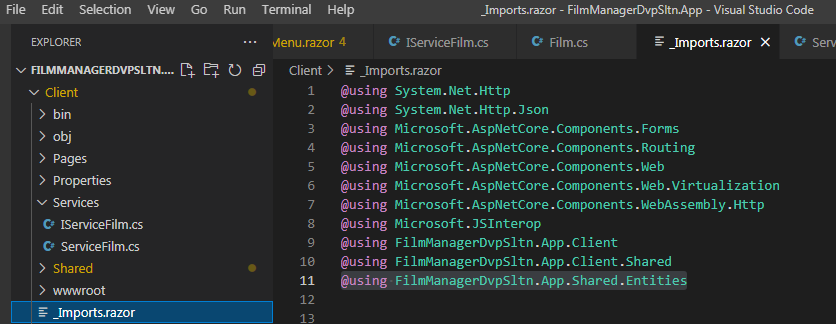 File Edit Selection View Go Run Terminal Help _Imports.razor - FilmManagerDvpSltn.App - Visual Studio Code
EXPLORER
Menu.razor 4 IServiceFilm.cs Film.cs _Imports.razor Serv
FILMMANAGERDVPSLTN....
Client > _Imports.razor
Client
bin
obj
Pages
Properties
Services
IServiceFilm.cs
ServiceFilm.cs
Shared
wwwroot
_Imports.razor
1 @using System.Net.Http
2 @using System.Net.Http.Json
3 @using Microsoft.AspNetCore.Components.Forms
4 @using Microsoft.AspNetCore.Components.Routing
5 @using Microsoft.AspNetCore.Components.Web
6 @using Microsoft.AspNetCore.Components.Web.Virtualization
7 @using Microsoft.AspNetCore.Components.WebAssembly.Http
8 @using Microsoft.JSInterop
9 @using FilmManagerDvpSltn.App.Client
10 @using FilmManagerDvpSltn.App.Client.Shared
11 @using FilmManagerDvpSltn.App.Shared.Entities
12
13